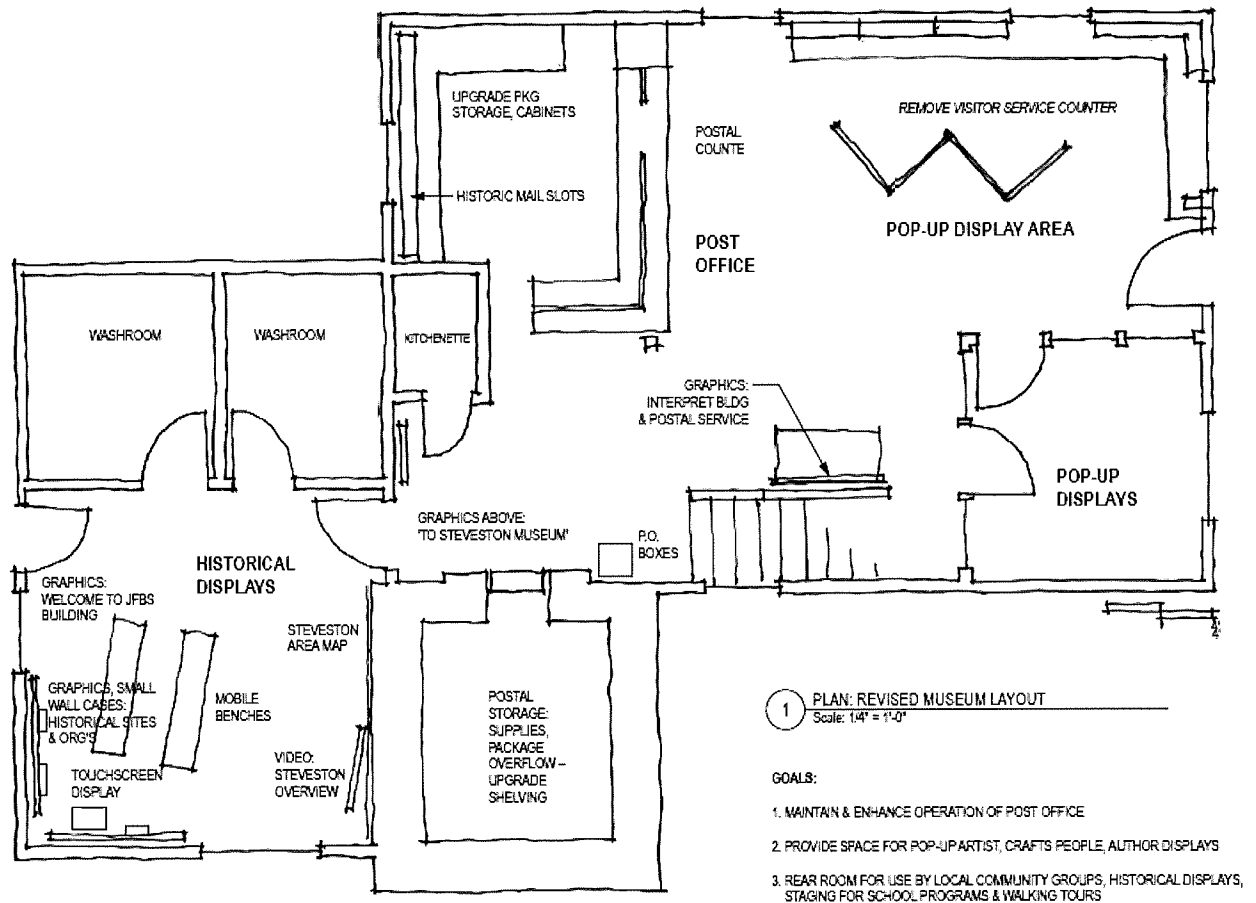 UPGRADE PKG
STORAGE, CABINETS
HISTORIC MAIL SLOTS
POSTAL
COUNTE
REMOVE VISITOR SERVICE COUNTER
POP-UP DISPLAY AREA
POST
OFFICE
WASHROOM
WASHROOM
KITCHENETTE
GRAPHICS:
INTERPRET BLDG
& POSTAL SERVICE
POP-UP
DISPLAYS
GRAPHICS ABOVE:
'TO STEVESTON MUSEUM'
P.O.
BOXES
HISTORICAL
DISPLAYS
GRAPHICS:
WELCOME TO JFBS
BUILDING
STEVESTON
AREA MAP
GRAPHICS, SMALL
WALL CASES:
HISTORICAL SITES
& ORG'S
MOBILE
BENCHES
TOUCHSCREEN
DISPLAY
VIDEO:
STEVESTON
OVERVIEW
POSTAL
STORAGE:
SUPPLIES,
PACKAGE
OVERFLOW –
UPGRADE
SHELVING
1 PLAN: REVISED MUSEUM LAYOUT
Scale: 1/4" = 1'-0"
GOALS:
1. MAINTAIN & ENHANCE OPERATION OF POST OFFICE
2. PROVIDE SPACE FOR POP-UP ARTIST, CRAFTS PEOPLE, AUTHOR DISPLAYS
3. REAR ROOM FOR USE BY LOCAL COMMUNITY GROUPS, HISTORICAL DISPLAYS,
STAGING FOR SCHOOL PROGRAMS & WALKING TOURS